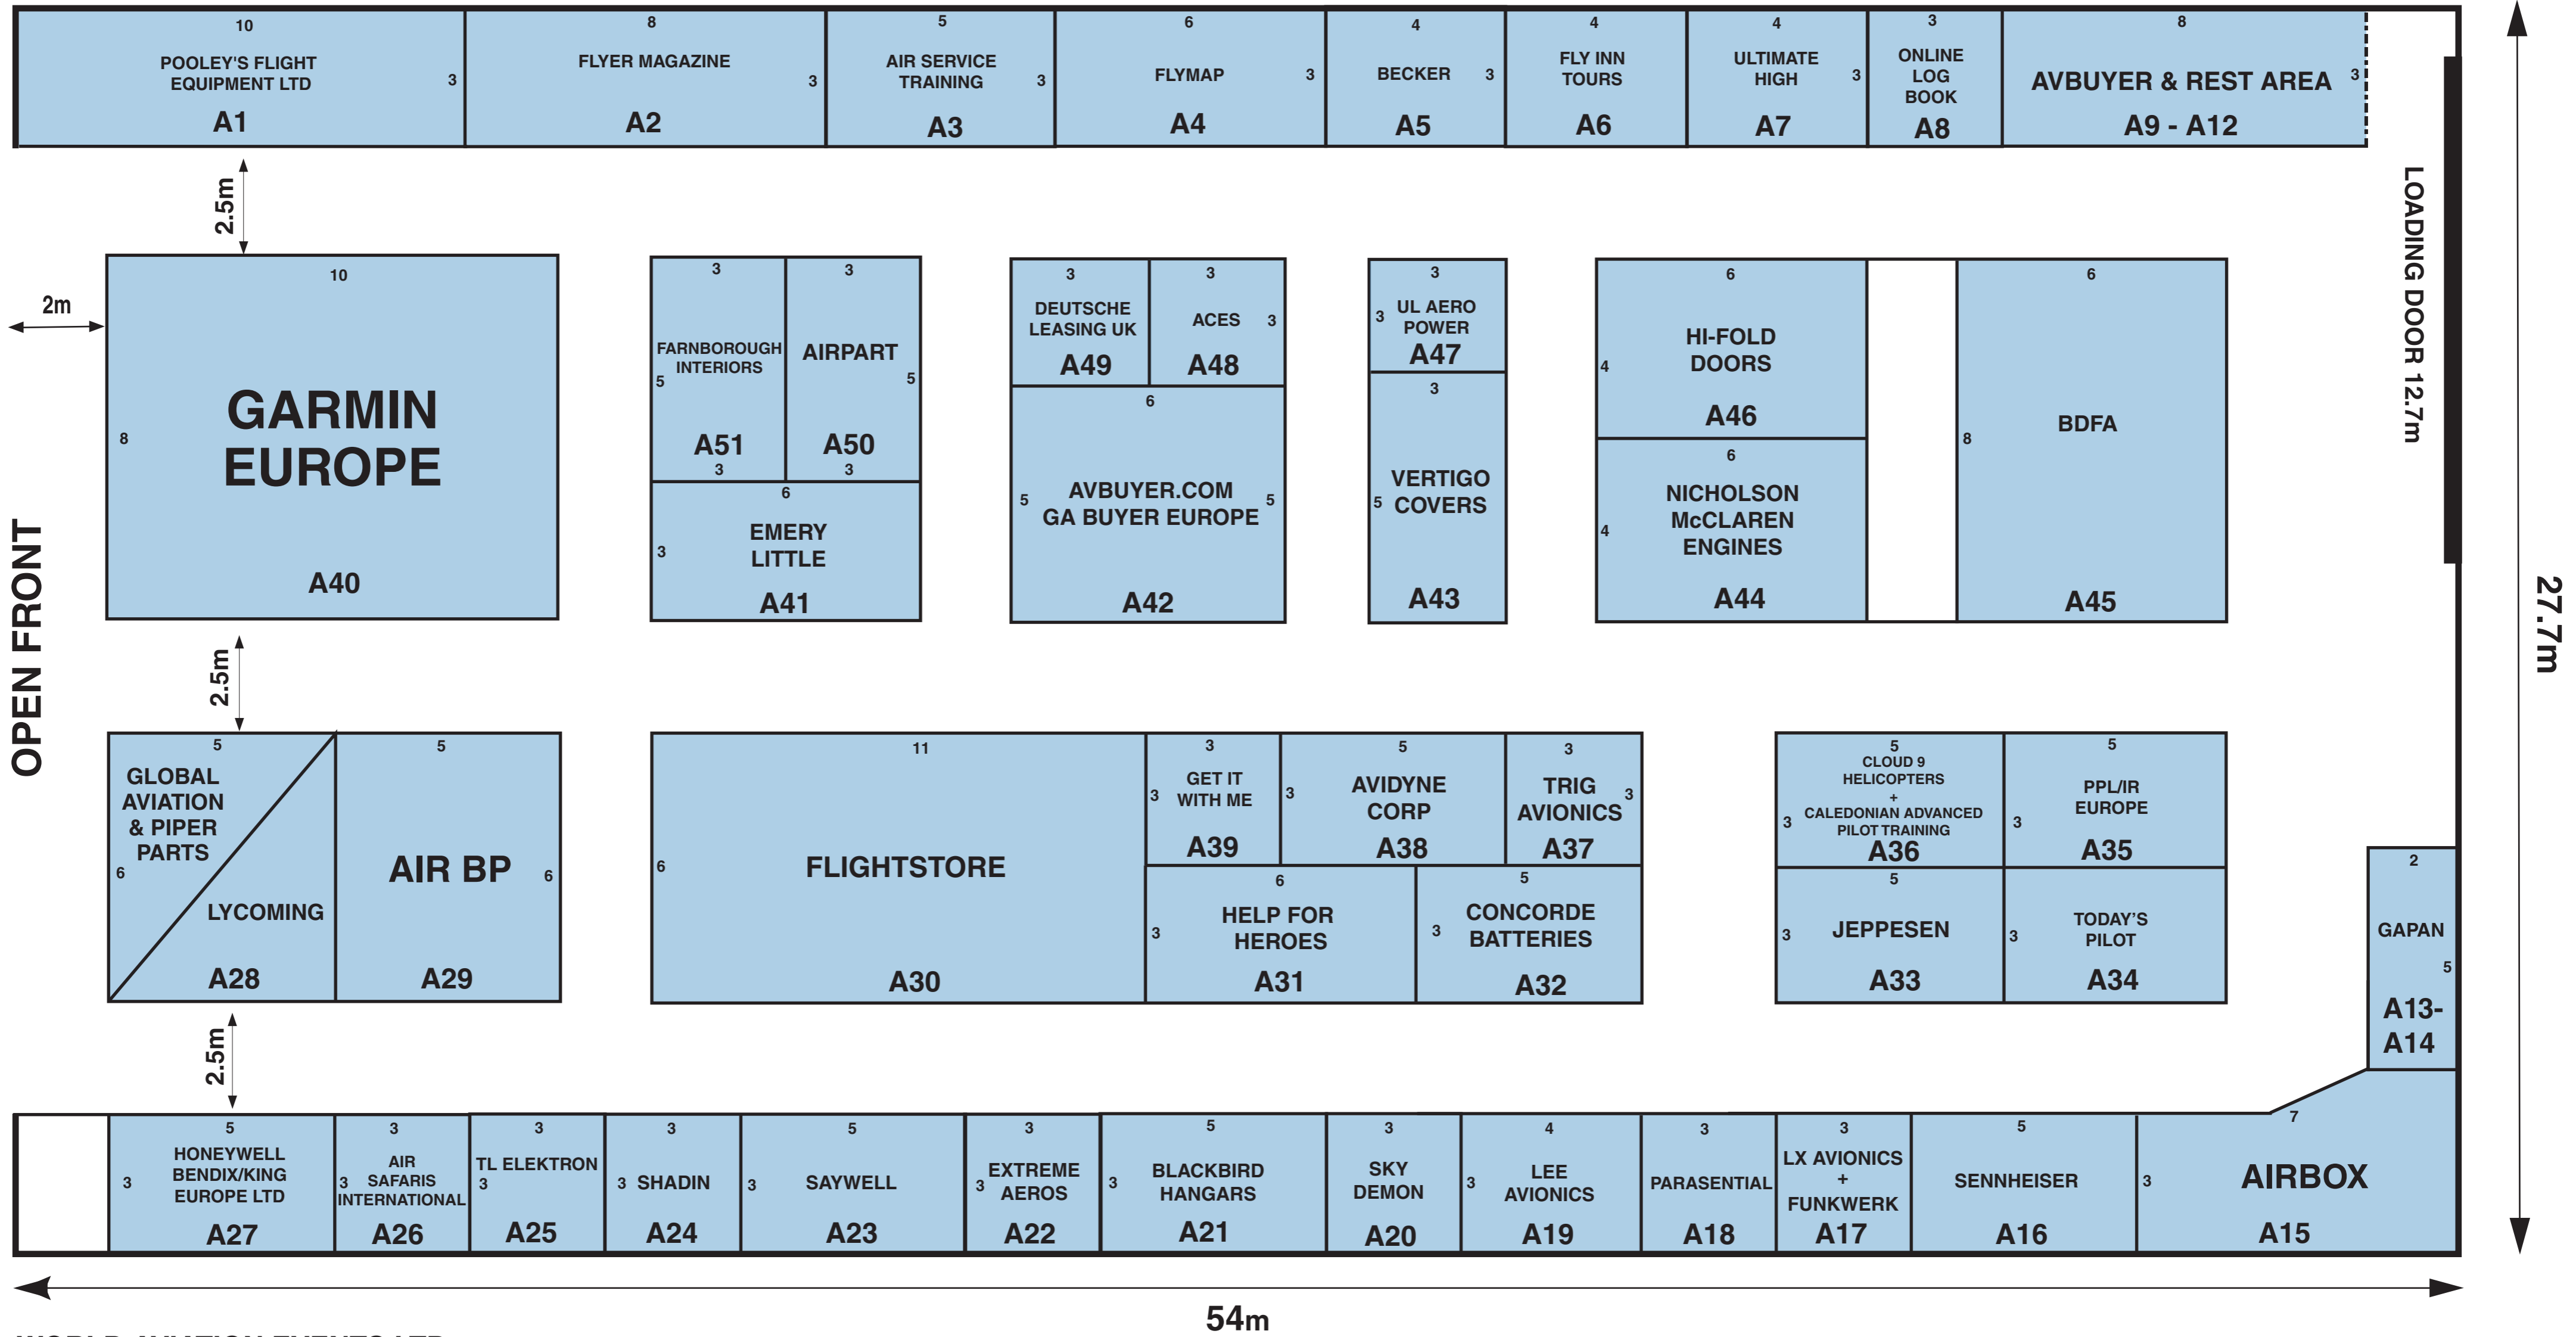 10
POOLEY'S FLIGHT
EQUIPMENT LTD
3
A1
8
FLYER MAGAZINE
3
A2
5
AIR SERVICE
TRAINING
3
A3
6
FLYMAP
3
A4
4
BECKER
3
A5
4
FLY INN
TOURS
A6
4
ULTIMATE
HIGH
3
A7
3
ONLINE
LOG
BOOK
A8
8
AVBUYER & REST AREA
3
A9 - A12
LOADING DOOR 12.7m
2.5m
2m
10
8
GARMIN
EUROPE
A40
3
FARNBOROUGH
INTERIORS
5
A51
3
3
AIRPART
5
A50
3
6
EMERY
LITTLE
3
A41
3
DEUTSCHE
LEASING UK
A49
3
ACES
3
A48
6
5
AVBUYER.COM
GA BUYER EUROPE
5
A42
3
3
UL AERO
POWER
A47
3
VERTIGO
COVERS
5
A43
6
HI-FOLD
DOORS
4
A46
6
NICHOLSON
McCLAREN
ENGINES
4
A44
6
BDFA
8
A45
OPEN FRONT
27.7m
2.5m
5
GLOBAL
AVIATION
& PIPER
PARTS
6
LYCOMING
A28
5
AIR BP
6
A29
11
6
FLIGHTSTORE
A30
3
GET IT
WITH ME
3
A39
5
AVIDYNE
CORP
3
A38
3
TRIG
AVIONICS
3
A37
6
HELP FOR
HEROES
3
A31
5
CONCORDE
BATTERIES
3
A32
5
CLOUD 9
HELICOPTERS
+
CALEDONIAN ADVANCED
PILOT TRAINING
3
A36
5
PPL/IR
EUROPE
3
A35
5
JEPPESEN
3
A33
TODAY'S
PILOT
3
A34
2
GAPAN
5
A13-
A14
2.5m
5
HONEYWELL
BENDIX/KING
EUROPE LTD
3
A27
3
AIR
SAFARIS
INTERNATIONAL
3
A26
3
TL ELEKTRON
3
A25
3
3
SHADIN
A24
5
3
SAYWELL
A23
3
EXTREME
AEROS
3
A22
5
BLACKBIRD
HANGARS
3
A21
3
SKY
DEMON
A20
4
LEE
AVIONICS
3
A19
3
PARASENTIAL
A18
3
LX AVIONICS
+
FUNKWERK
A17
5
SENNHEISER
A16
7
3
AIRBOX
A15
54m
WORLD AVIATION EVENTS LTD